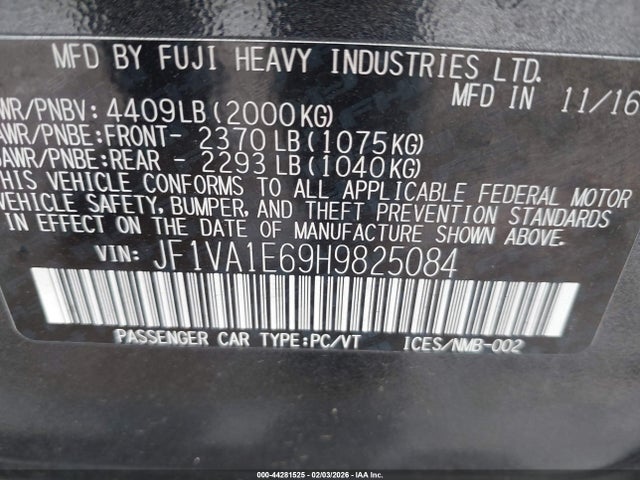 MFD BY FUJI HEAVY INDUSTRIES LTD.
MFD IN 11/16
WR/PNBV: 4409LB(2000KG)
AWR/PNBE:FRONT- 2370 LB(1075KG)
AWR/PNBE:REAR - 2293 LB(1040KG)
THIS VEHICLE CONFORMS TO ALL APPLICABLE FEDERAL MOTOR
VEHICLE SAFETY, BUMPER, AND THEFT PREVENTION STANDARDS
IN EFFECT ON THE DATE OF MANUFACTURE SHOWN ABOVE.
VIN: JF1VA1E69H9825084
PASSENGER CAR TYPE:PC/VT ICES/NMB-002
000-44281525 - 02/03/2026 - IAA Inc.